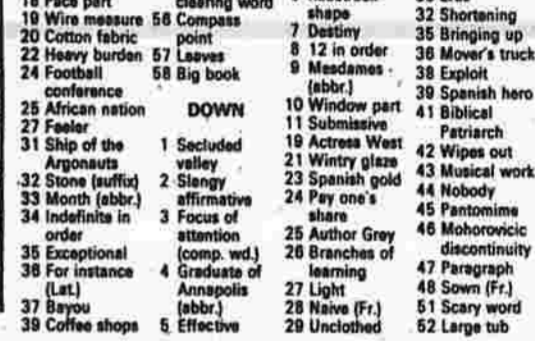 18 Face part
19 Wire measure
20 Cotton fabric
22 Heavy burden
24 Football
conference
25 African nation
27 Feeler
31 Ship of the
Argonauts
32 Stone (suffix)
33 Month (abbr.)
34 Indefinite in
order
35 Exceptional
36 For instance
(Lat.)
37 Bayou
39 Coffee shops
clearing word
56 Compass
point
57 Leaves
58 Big book
DOWN
1 Secluded
valley
2 Slangy
affirmative
3 Focus of
attention
(comp. wd.)
4 Graduate of
Annapolis
(abbr.)
5 Effective
shape
7 Destiny
8 12 in order
9 Mesdames
(abbr.)
10 Window part
11 Submissive
19 Actress West
21 Wintry glaze
23 Spanish gold
24 Pay one's
share
25 Author Grey
26 Branches of
learning
27 Light
28 Naive (Fr.)
29 Unclothed
32 Shortening
35 Bringing up
36 Mover's truck
38 Exploit
39 Spanish hero
41 Biblical
Patriarch
42 Wipes out
43 Musical work
44 Nobody
45 Pantomime
46 Mohorovicic
discontinuity
47 Paragraph
48 Sown (Fr.)
51 Scary word
52 Large tub